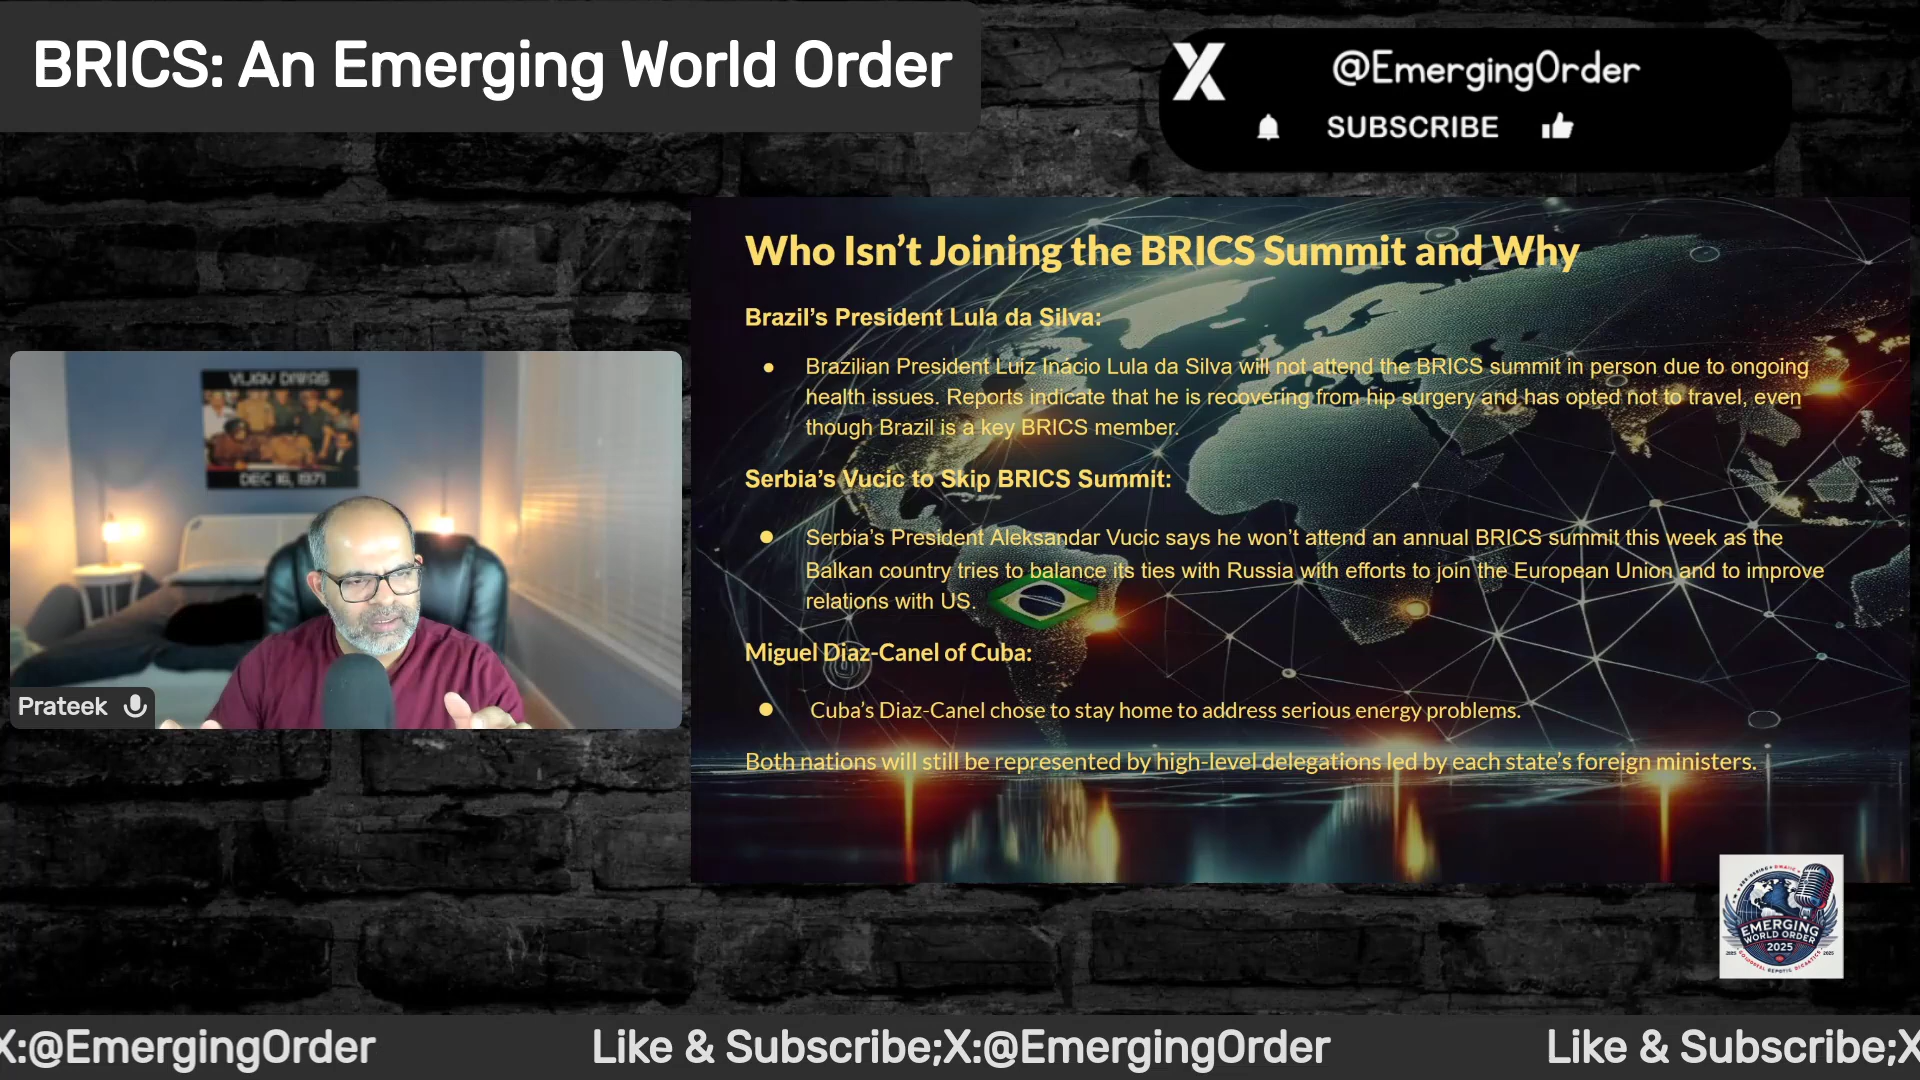 BRICS: An Emerging World Order
X @EmergingOrder
SUBSCRIBE
Who Isn’t Joining the BRICS Summit and Why
Brazil’s President Lula da Silva:
● Brazilian President Luiz Inácio Lula da Silva will not attend the BRICS summit in person due to ongoing
health issues. Reports indicate that he is recovering from hip surgery and has opted not to travel, even
though Brazil is a key BRICS member.
Serbia’s Vucic to Skip BRICS Summit:
● Serbia’s President Aleksandar Vucic says he won’t attend an annual BRICS summit this week as the
Balkan country tries to balance its ties with Russia with efforts to join the European Union and to improve
relations with US.
Miguel Diaz-Canel of Cuba:
● Cuba’s Diaz-Canel chose to stay home to address serious energy problems.
Both nations will still be represented by high-level delegations led by each state’s foreign ministers.
VIJAY DIWAS
DEC 16, 1971
Prateek
EMERGING
WORLD ORDER
2025
2025
X:@EmergingOrder Like & Subscribe;X:@EmergingOrder Like & Subscribe;X